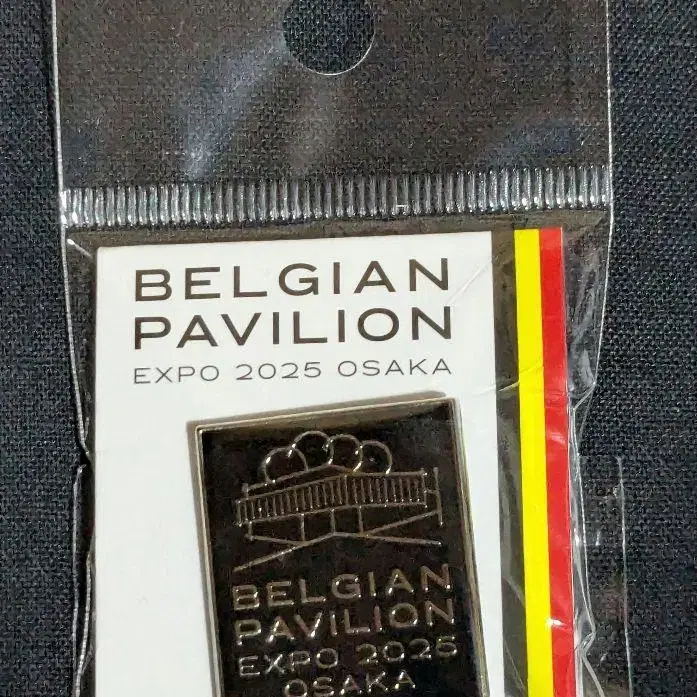 BELGIAN
PAVILION
EXPO 2025 OSAKA
BELGIAN
PAVILION
EXPO 2025
OSAKA